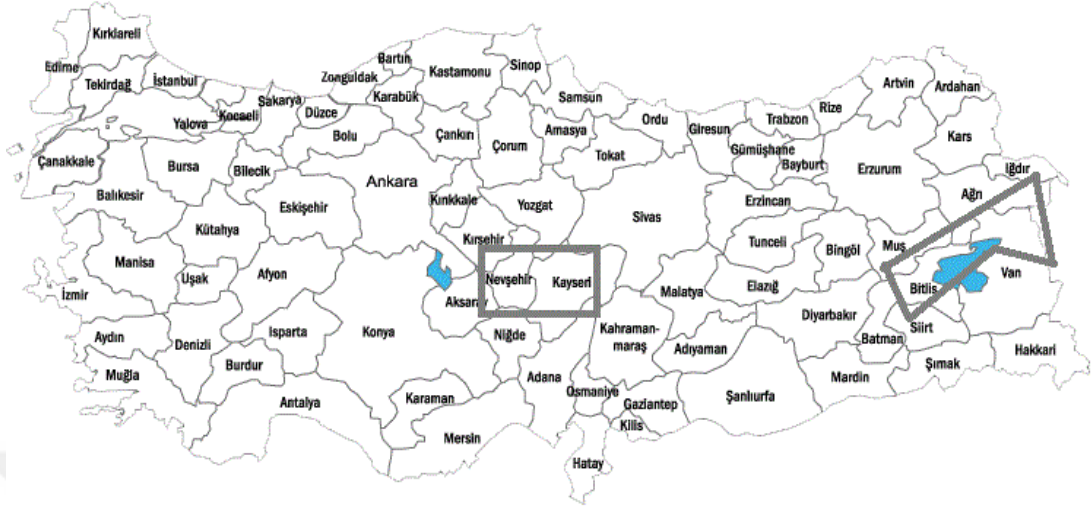 Kırklareli
Edirne
Tekirdağ
İstanbul
Yalova
Kocaeli
Sakarya
Düzce
Zonguldak
Bartın
Karabük
Kastamonu
Sinop
Samsun
Ordu
Giresun
Trabzon
Rize
Artvin
Ardahan
Kars
Iğdır
Ağrı
Erzurum
Bayburt
Gümüşhane
Çanakkale
Balıkesir
Bursa
Bilecik
Bolu
Çankırı
Çorum
Amasya
Tokat
Ankara
Kırıkkale
Yozgat
Sivas
Erzincan
Tunceli
Bingöl
Muş
Eskişehir
Kütahya
Manisa
Uşak
Afyon
Kırşehir
Nevşehir
Kayseri
Aksaray
Malatya
Elazığ
Diyarbakır
Bitlis
Van
İzmir
Aydın
Denizli
Isparta
Konya
Niğde
Kahraman-
maraş
Adıyaman
Batman
Siirt
Şırnak
Hakkari
Muğla
Burdur
Antalya
Karaman
Mersin
Adana
Osmaniye
Gaziantep
Kilis
Hatay
Şanlıurfa
Mardin